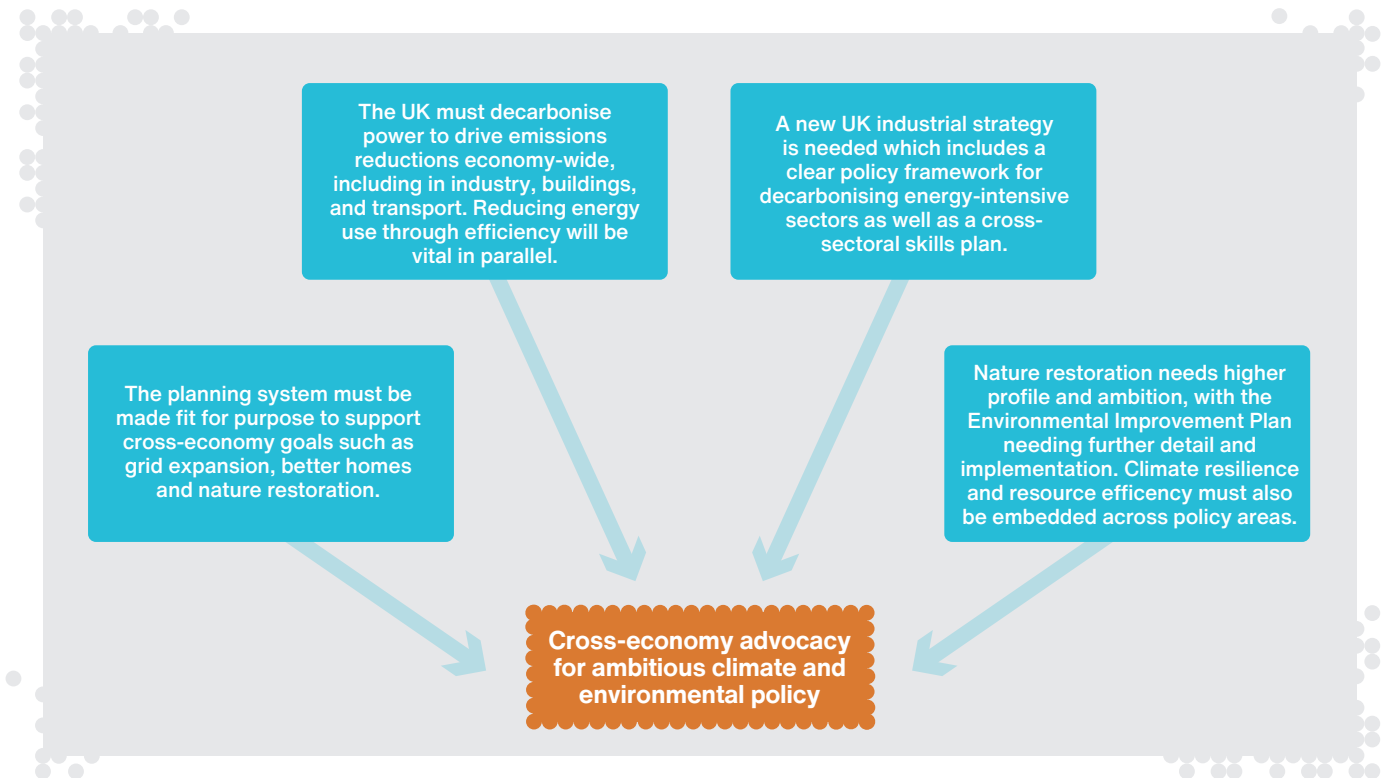 The UK must decarbonise
power to drive emissions
reductions economy-wide,
including in industry, buildings,
and transport. Reducing energy
use through efficiency will be
vital in parallel.
A new UK industrial strategy
is needed which includes a
clear policy framework for
decarbonising energy-intensive
sectors as well as a cross-
sectoral skills plan.
The planning system must be
made fit for purpose to support
cross-economy goals such as
grid expansion, better homes
and nature restoration.
Nature restoration needs higher
profile and ambition, with the
Environmental Improvement Plan
needing further detail and
implementation. Climate resilience
and resource efficency must also
be embedded across policy areas.
Cross-economy advocacy
for ambitious climate and
environmental policy